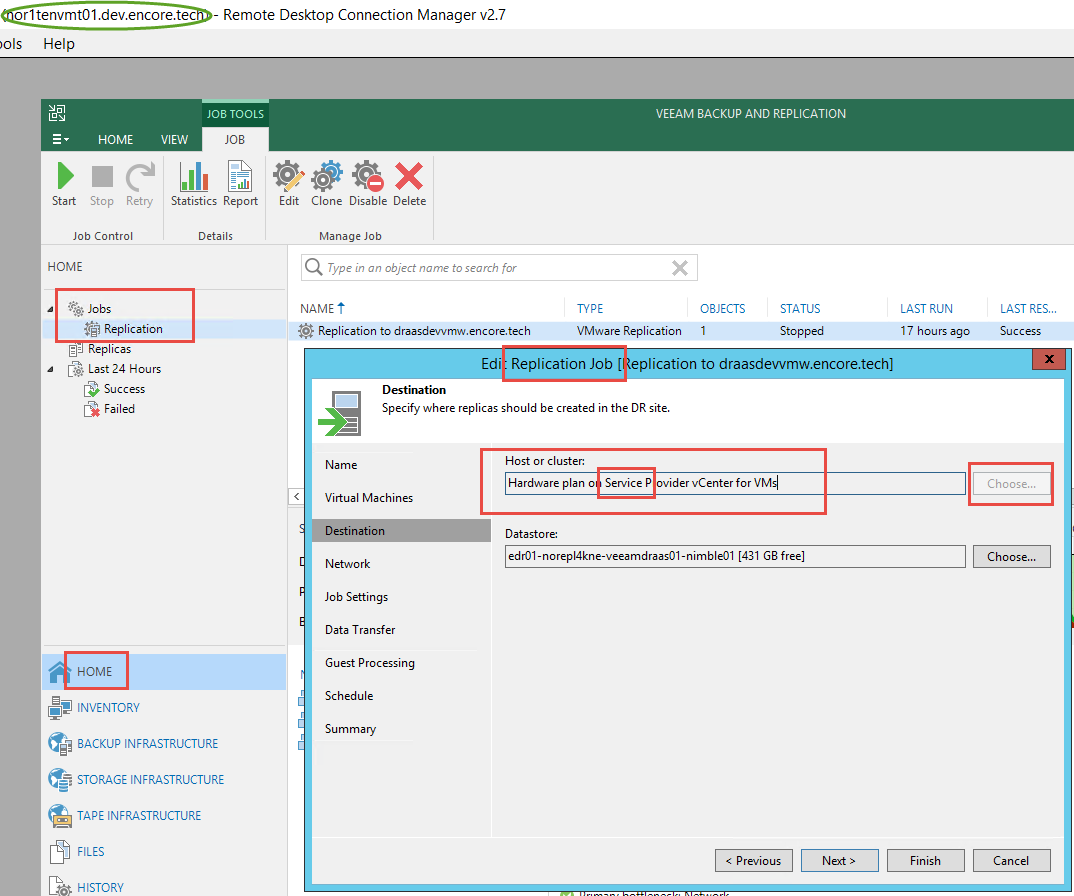 (nor1tenvmt01.dev.encore.tech) - Remote Desktop Connection Manager v2.7
ools Help
JOB TOOLS
VEEAM BACKUP AND REPLICATION
HOME VIEW JOB
Start Stop Retry Statistics Report Edit Clone Disable Delete
Job Control Details Manage Job
HOME
Type in an object name to search for
Jobs
Replication
Replicas
Last 24 Hours
Success
Failed
NAME TYPE OBJECTS STATUS LAST RUN LAST RES...
Replication to draasdevvmw.encore.tech VMware Replication 1 Stopped 17 hours ago Success
Edit Replication Job [Replication to draasdevvmw.encore.tech]
X
Destination
Specify where replicas should be created in the DR site.
Name
Virtual Machines
Destination
Network
Job Settings
Data Transfer
Guest Processing
Schedule
Summary
Host or cluster:
Hardware plan on Service Provider vCenter for VMs Choose...
Datastore:
edr01-norepl4kne-veeamdraas01-nimble01 [431 GB free] Choose...
< Previous Next > Finish Cancel
HOME
INVENTORY
BACKUP INFRASTRUCTURE
STORAGE INFRASTRUCTURE
TAPE INFRASTRUCTURE
FILES
HISTORY
Primary bottleneck: Network